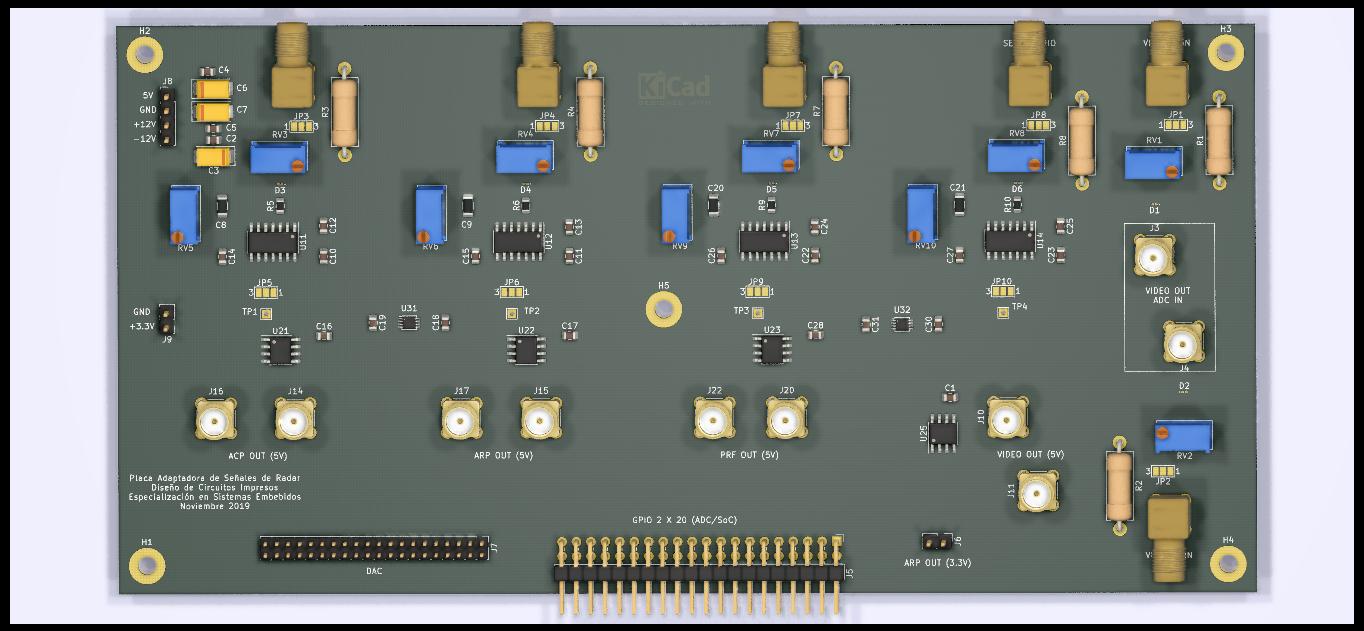 H2
H3
J8
5V
GND
+12V
-12V
C4
C6
C7
C5
C2
C3
KiCad
DESIGNED WITH
JP3
1 3
RV3
R3
JP4
1 3
RV4
R4
JP7
1 3
RV7
R7
JP8
1 3
RV8
R8
JP1
1 3
RV1
R1
D3
D4
D5
D6
D1
RV5
C8
R5
U11
C12
C14
C10
RV6
C9
R6
U12
C13
C15
C11
RV9
C20
R9
U13
C24
C26
C22
RV10
C21
R10
U14
C25
C27
C23
J3
VIDEO OUT
ADC IN
J4
D2
H5
JP5
3 1
TP1
JP6
3 1
TP2
JP9
3 1
TP3
JP10
3 1
TP4
GND
+3.3V
J9
U21
C16
C19
U31
C18
U22
C17
U23
C28
C31
U32
C30
J16
J14
ACP OUT (5V)
J17
J15
ARP OUT (5V)
J22
J20
PRF OUT (5V)
C1
U25
J10
VIDEO OUT (5V)
J11
RV2
JP2
3 1
R2
Placa Adaptadora de Señales de Radar
Diseño de Circuitos Impresos
Especialización en Sistemas Embebidos
Noviembre 2019
GPIO 2 X 20 (ADC/SoC)
H1
J7
DAC
J5
J6
ARP OUT (3.3V)
H4